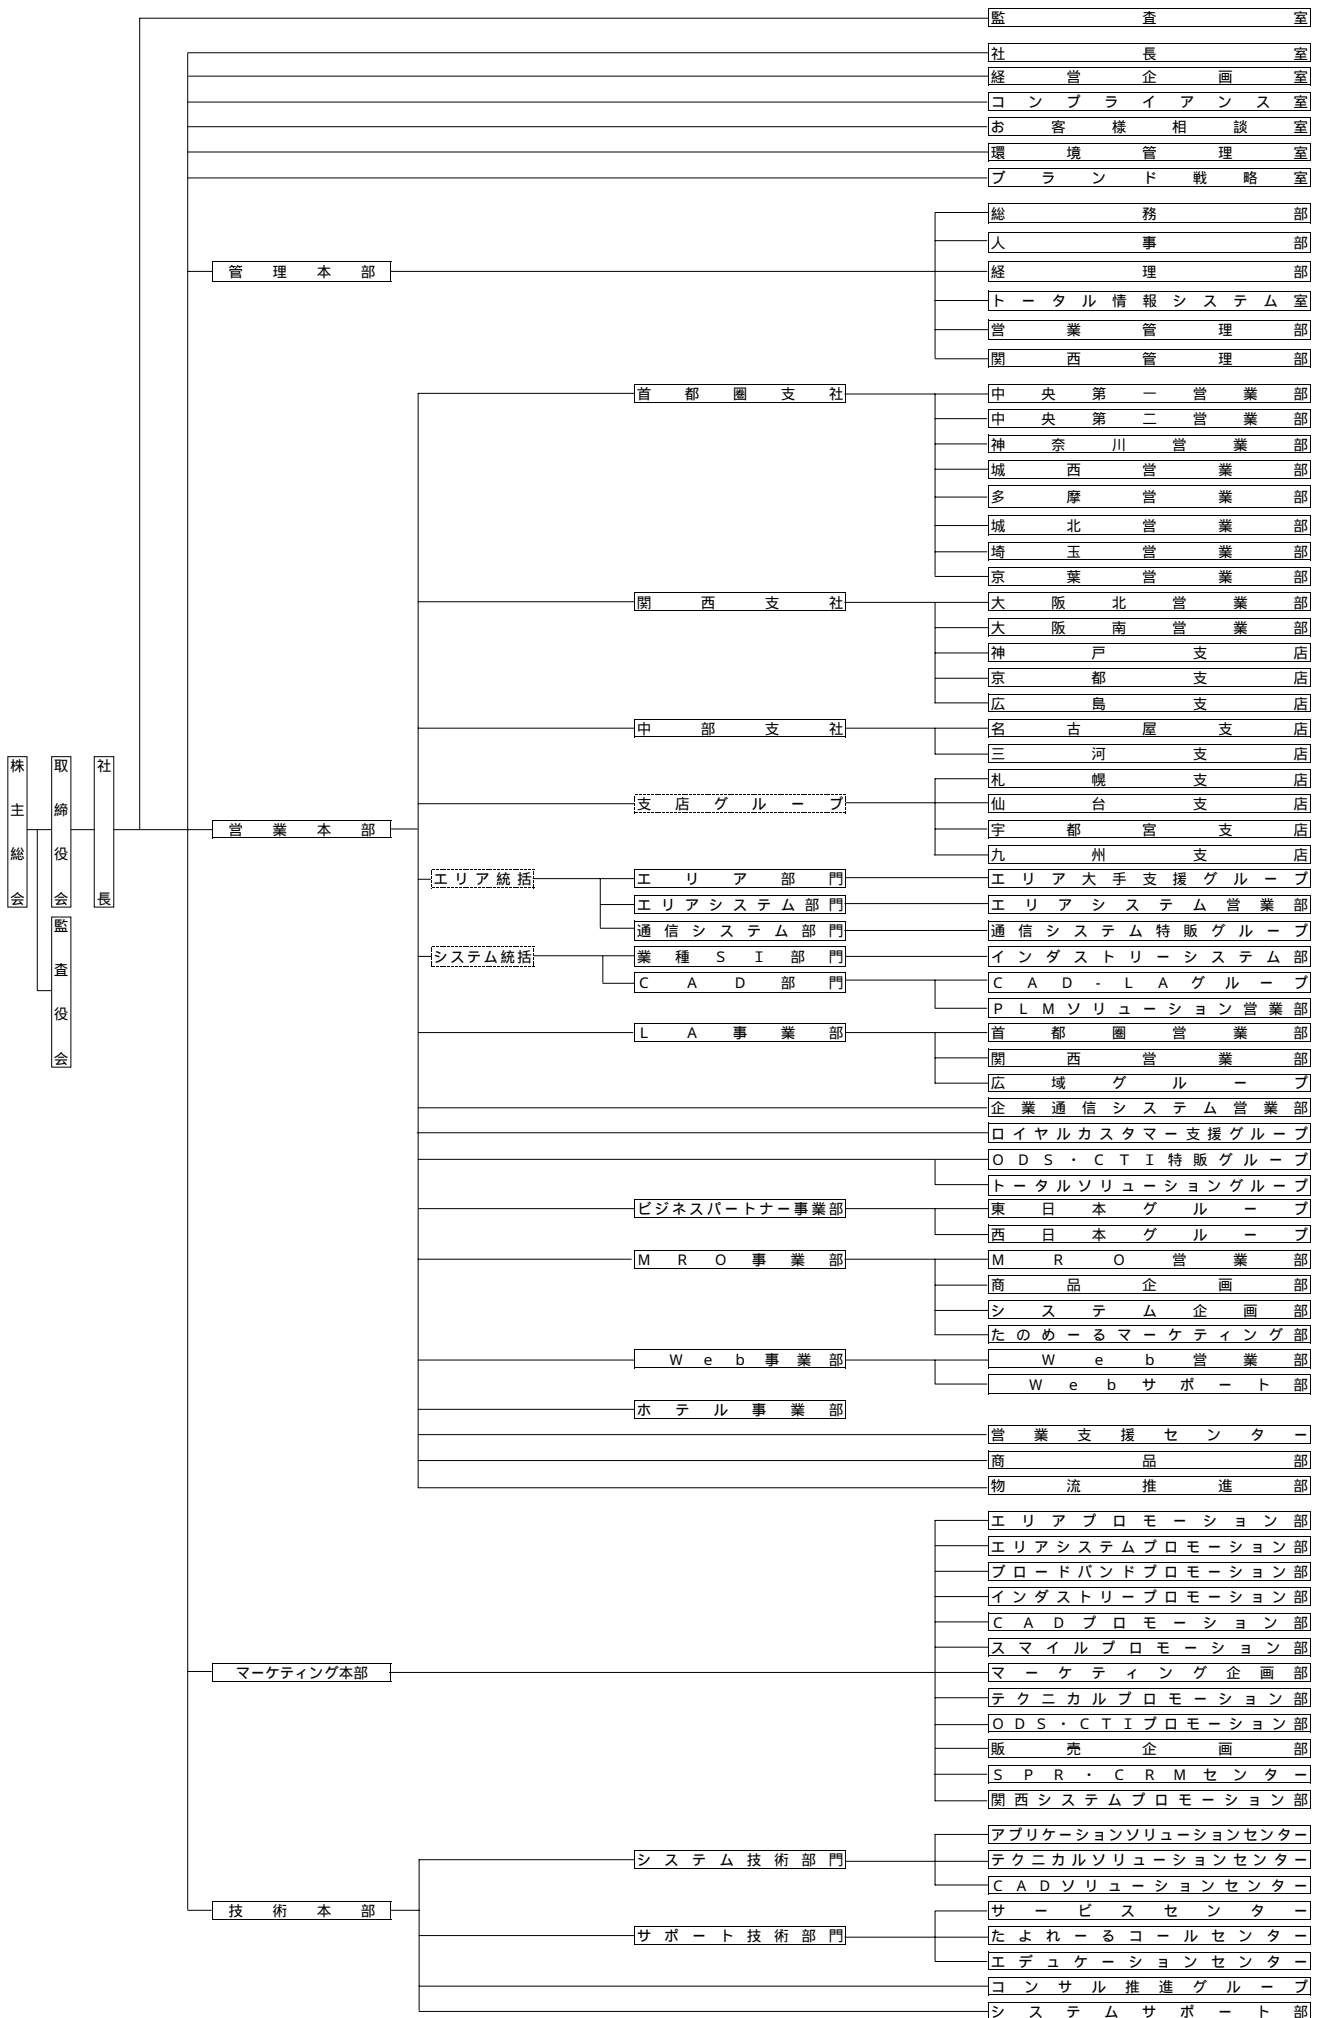 監査室
社長室
経営企画室
コンプライアンス室
お客様相談室
環境管理室
ブランド戦略室
総務部
人事部
管理本部
経理部
トータル情報システム室
営業管理部
関西管理部
首都圏支社
中央第一営業部
中央第二営業部
神奈川営業部
城西営業部
多摩営業部
城北営業部
埼玉営業部
京葉営業部
関西支社
大阪北営業部
大阪南営業部
神戸支店
京都支店
広島支店
中部支社
名古屋支店
三河支店
株主総会
取締役会
社長
監査役会
札幌支店
支店グループ
仙台支店
営業本部
宇都宮支店
九州支店
エリア統括
エリア部門
エリア大手支援グループ
エリアシステム部門
エリアシステム営業部
通信システム部門
通信システム特販グループ
システム統括
業種SI部門
インダストリーシステム部
CAD部門
CAD-LAグループ
PLMソリューション営業部
LA事業部
首都圏営業部
関西営業部
広域グループ
企業通信システム営業部
ロイヤルカスタマー支援グループ
ODS・CTI特販グループ
トータルソリューショングループ
ビジネスパートナー事業部
東日本グループ
西日本グループ
MRO事業部
MRO営業部
商品企画部
システム企画部
たのめーるマーケティング部
Web事業部
Web営業部
Webサポート部
ホテル事業部
営業支援センター
商品部
物流推進部
エリアプロモーション部
エリアシステムプロモーション部
ブロードバンドプロモーション部
インダストリープロモーション部
CADプロモーション部
スマイルプロモーション部
マーケティング本部
マーケティング企画部
テクニカルプロモーション部
ODS・CTIプロモーション部
販売企画部
SPR・CRMセンター
関西システムプロモーション部
アプリケーションソリューションセンター
システム技術部門
テクニカルソリューションセンター
CADソリューションセンター
技術本部
サービスセンター
サポート技術部門
たよれーるコールセンター
エデュケーションセンター
コンサル推進グループ
システムサポート部